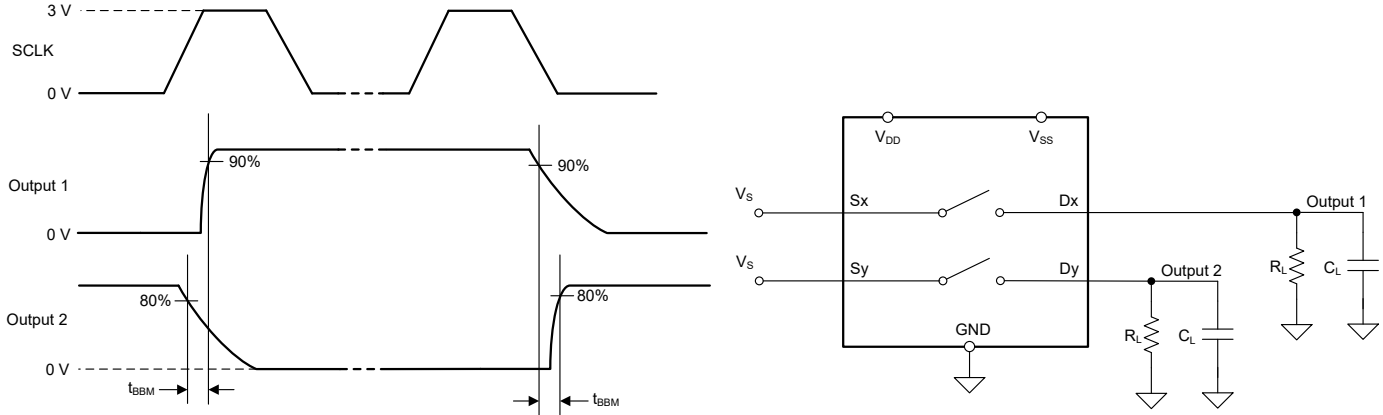 3 V
SCLK
0 V
90%
90%
Output 1
0 V
80%
80%
Output 2
0 V
tBBM
tBBM
VDD
VSS
VS
Sx
Dx
Output 1
VS
Sy
Dy
Output 2
RL
CL
GND
RL
CL